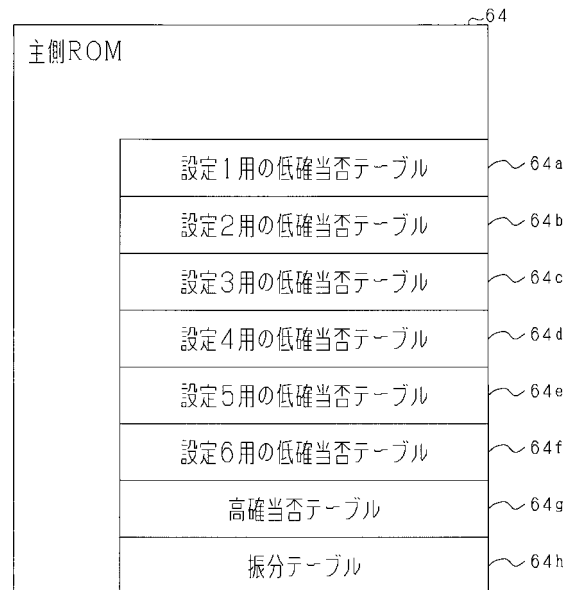 64
主側ROM
設定1用の低確当否テーブル 64a
設定2用の低確当否テーブル 64b
設定3用の低確当否テーブル 64c
設定4用の低確当否テーブル 64d
設定5用の低確当否テーブル 64e
設定6用の低確当否テーブル 64f
高確当否テーブル 64g
振分テーブル 64h